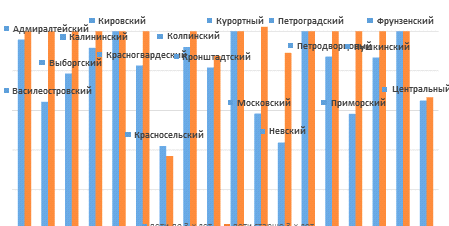 Адмиралтейский
Василеостровский
Выборгский
Калининский
Кировский
Колпинский
Красногвардейский
Красносельский
Кронштадтский
Курортный
Московский
Невский
Петроградский
Петродворцовый
Приморский
Пушкинский
Фрунзенский
Центральный